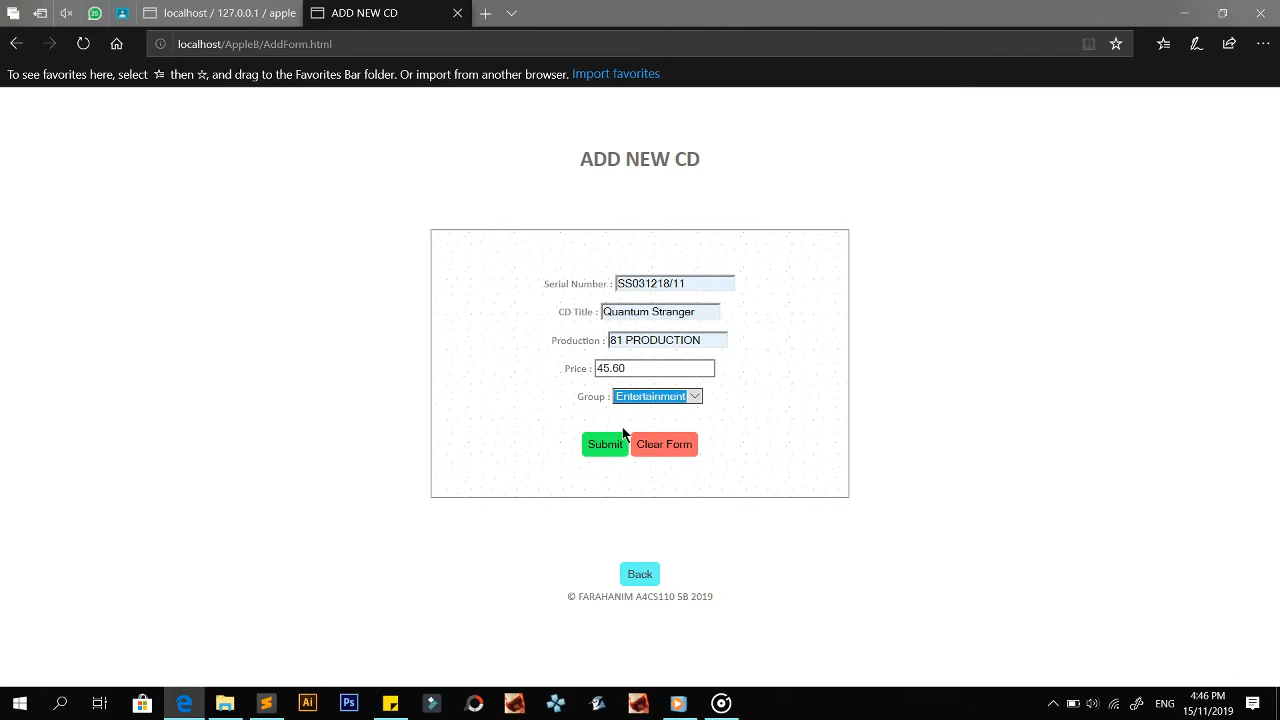 localhost / 127.0.0.1 / apple
ADD NEW CD
localhost/AppleB/AddForm.html
To see favorites here, select then, and drag to the Favorites Bar folder. Or import from another browser. Import favorites
ADD NEW CD
Serial Number : SS031218/11
CD Title : Quantum Stranger
Production : 81 PRODUCTION
Price : 45.60
Group : Entertainment
Submit Clear Form
Back
© FARAHANIM A4CS110 5B 2019
Ai Ps
ENG
4:46 PM
15/11/2019